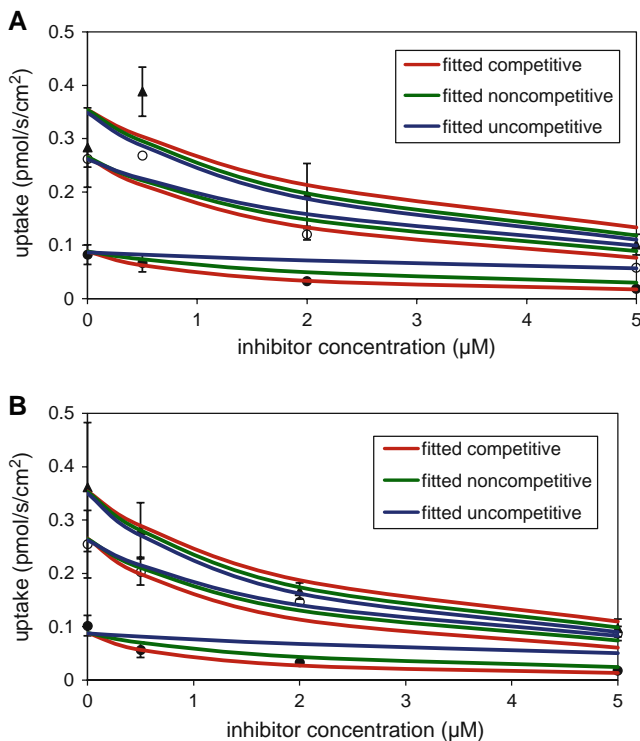 A
0.5
0.4
0.3
0.2
0.1
0
uptake (pmol/s/cm²)
fitted competitive
fitted noncompetitive
fitted uncompetitive
0 1 2 3 4 5
inhibitor concentration (µM)
B
0.5
0.4
0.3
0.2
0.1
0
uptake (pmol/s/cm²)
fitted competitive
fitted noncompetitive
fitted uncompetitive
0 1 2 3 4 5
inhibitor concentration (µM)